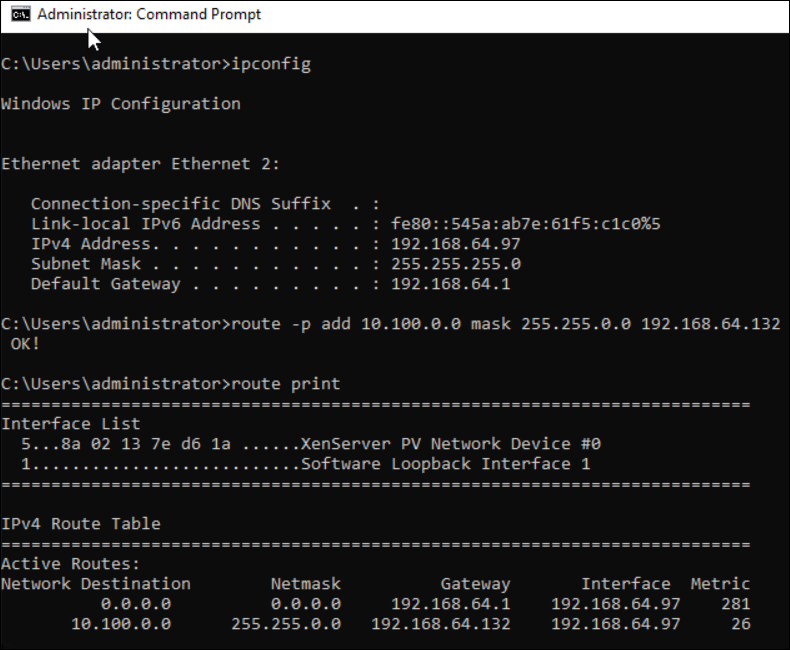 Administrator: Command Prompt
C:\Users\administrator>ipconfig
Windows IP Configuration
Ethernet adapter Ethernet 2:
   Connection-specific DNS Suffix  . :
   Link-local IPv6 Address . . . . . : fe80::545a:ab7e:61f5:c1c0%5
   IPv4 Address. . . . . . . . . . . : 192.168.64.97
   Subnet Mask . . . . . . . . . . . : 255.255.255.0
   Default Gateway . . . . . . . . . : 192.168.64.1
C:\Users\administrator>route -p add 10.100.0.0 mask 255.255.0.0 192.168.64.132
 OK!
C:\Users\administrator>route print
===========================================================================
Interface List
  5...8a 02 13 7e d6 1a ......XenServer PV Network Device #0
  1...........................Software Loopback Interface 1
===========================================================================
IPv4 Route Table
===========================================================================
Active Routes:
Network Destination        Netmask          Gateway       Interface  Metric
          0.0.0.0          0.0.0.0     192.168.64.1    192.168.64.97    281
       10.100.0.0      255.255.0.0   192.168.64.132    192.168.64.97     26